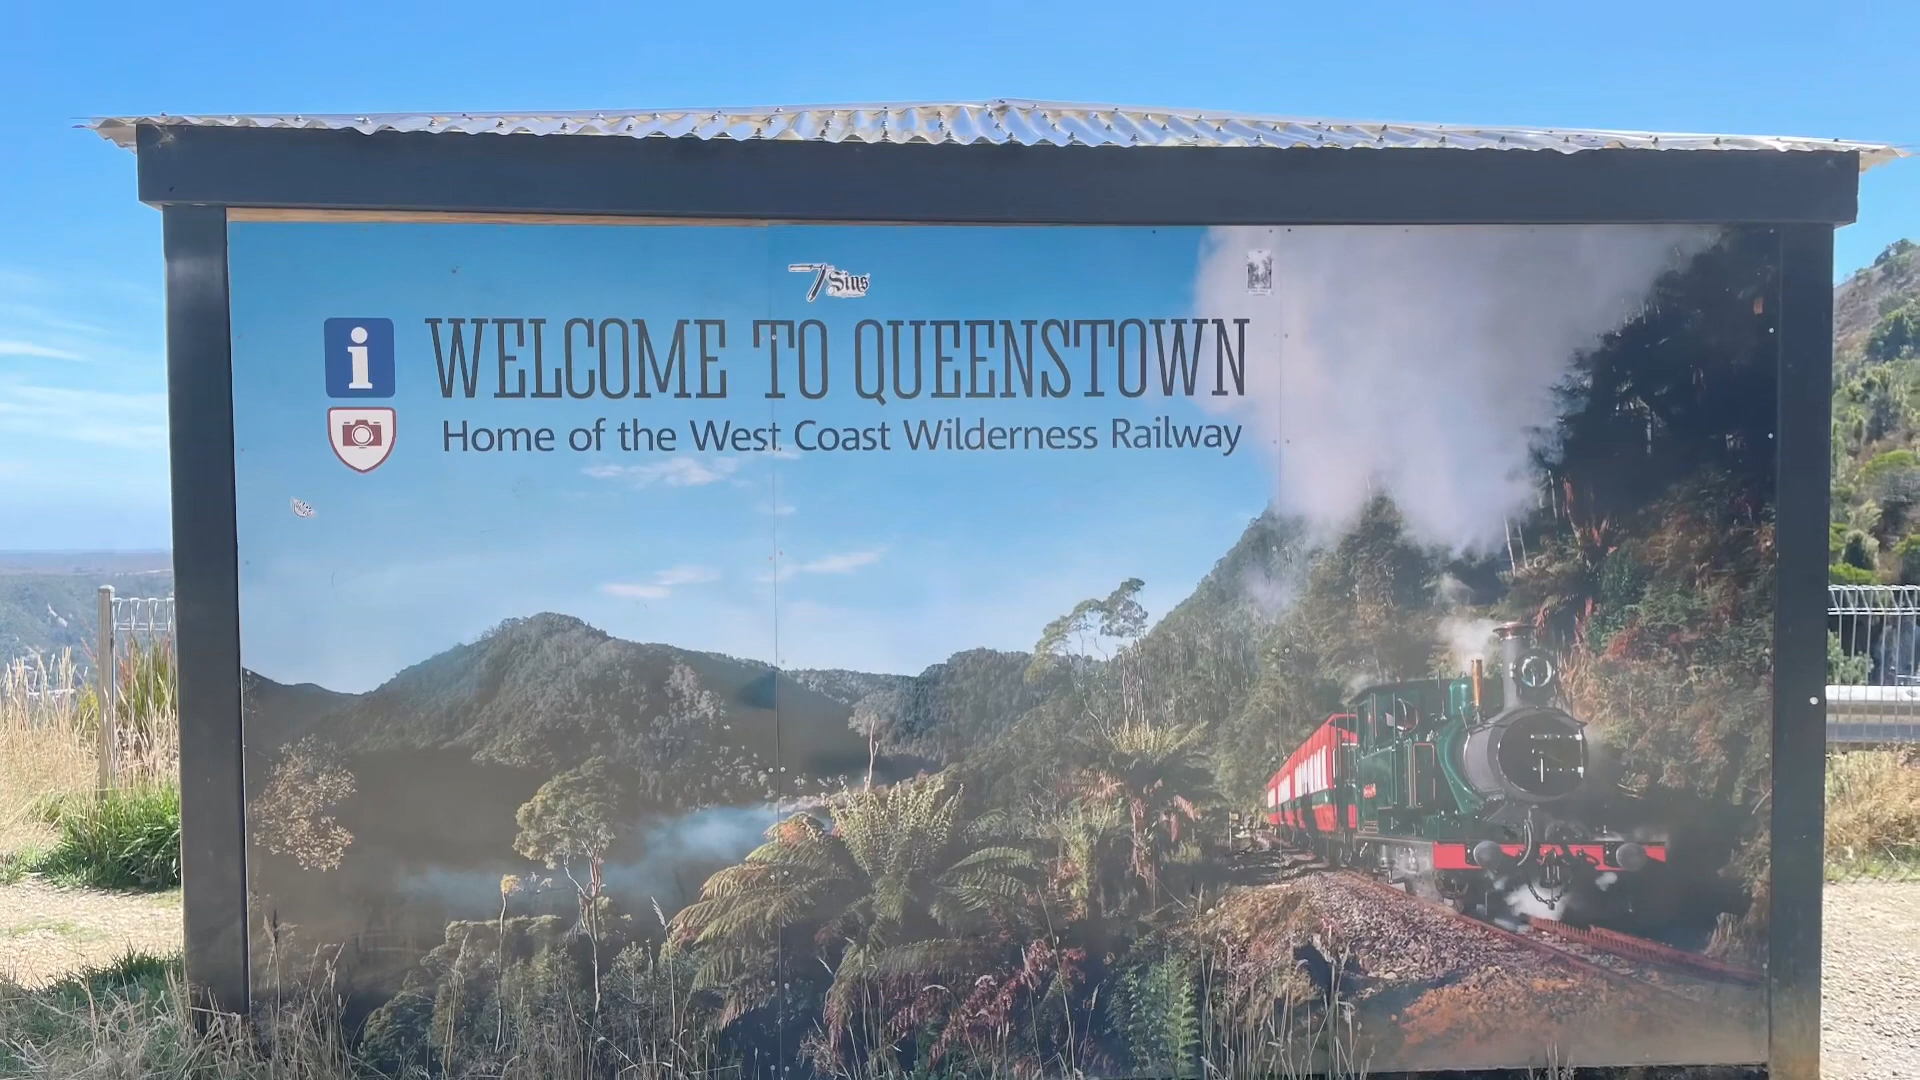 7 Sins
i
WELCOME TO QUEENSTOWN
Home of the West Coast Wilderness Railway